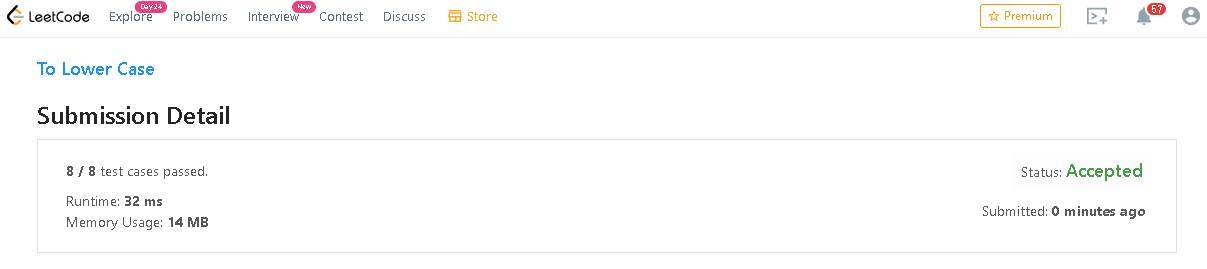 LeetCode Explore Day 24 Problems Interview New Contest Discuss Store Premium 57
To Lower Case
Submission Detail
8 / 8 test cases passed. Status: Accepted
Runtime: 32 ms
Submitted: 0 minutes ago
Memory Usage: 14 MB